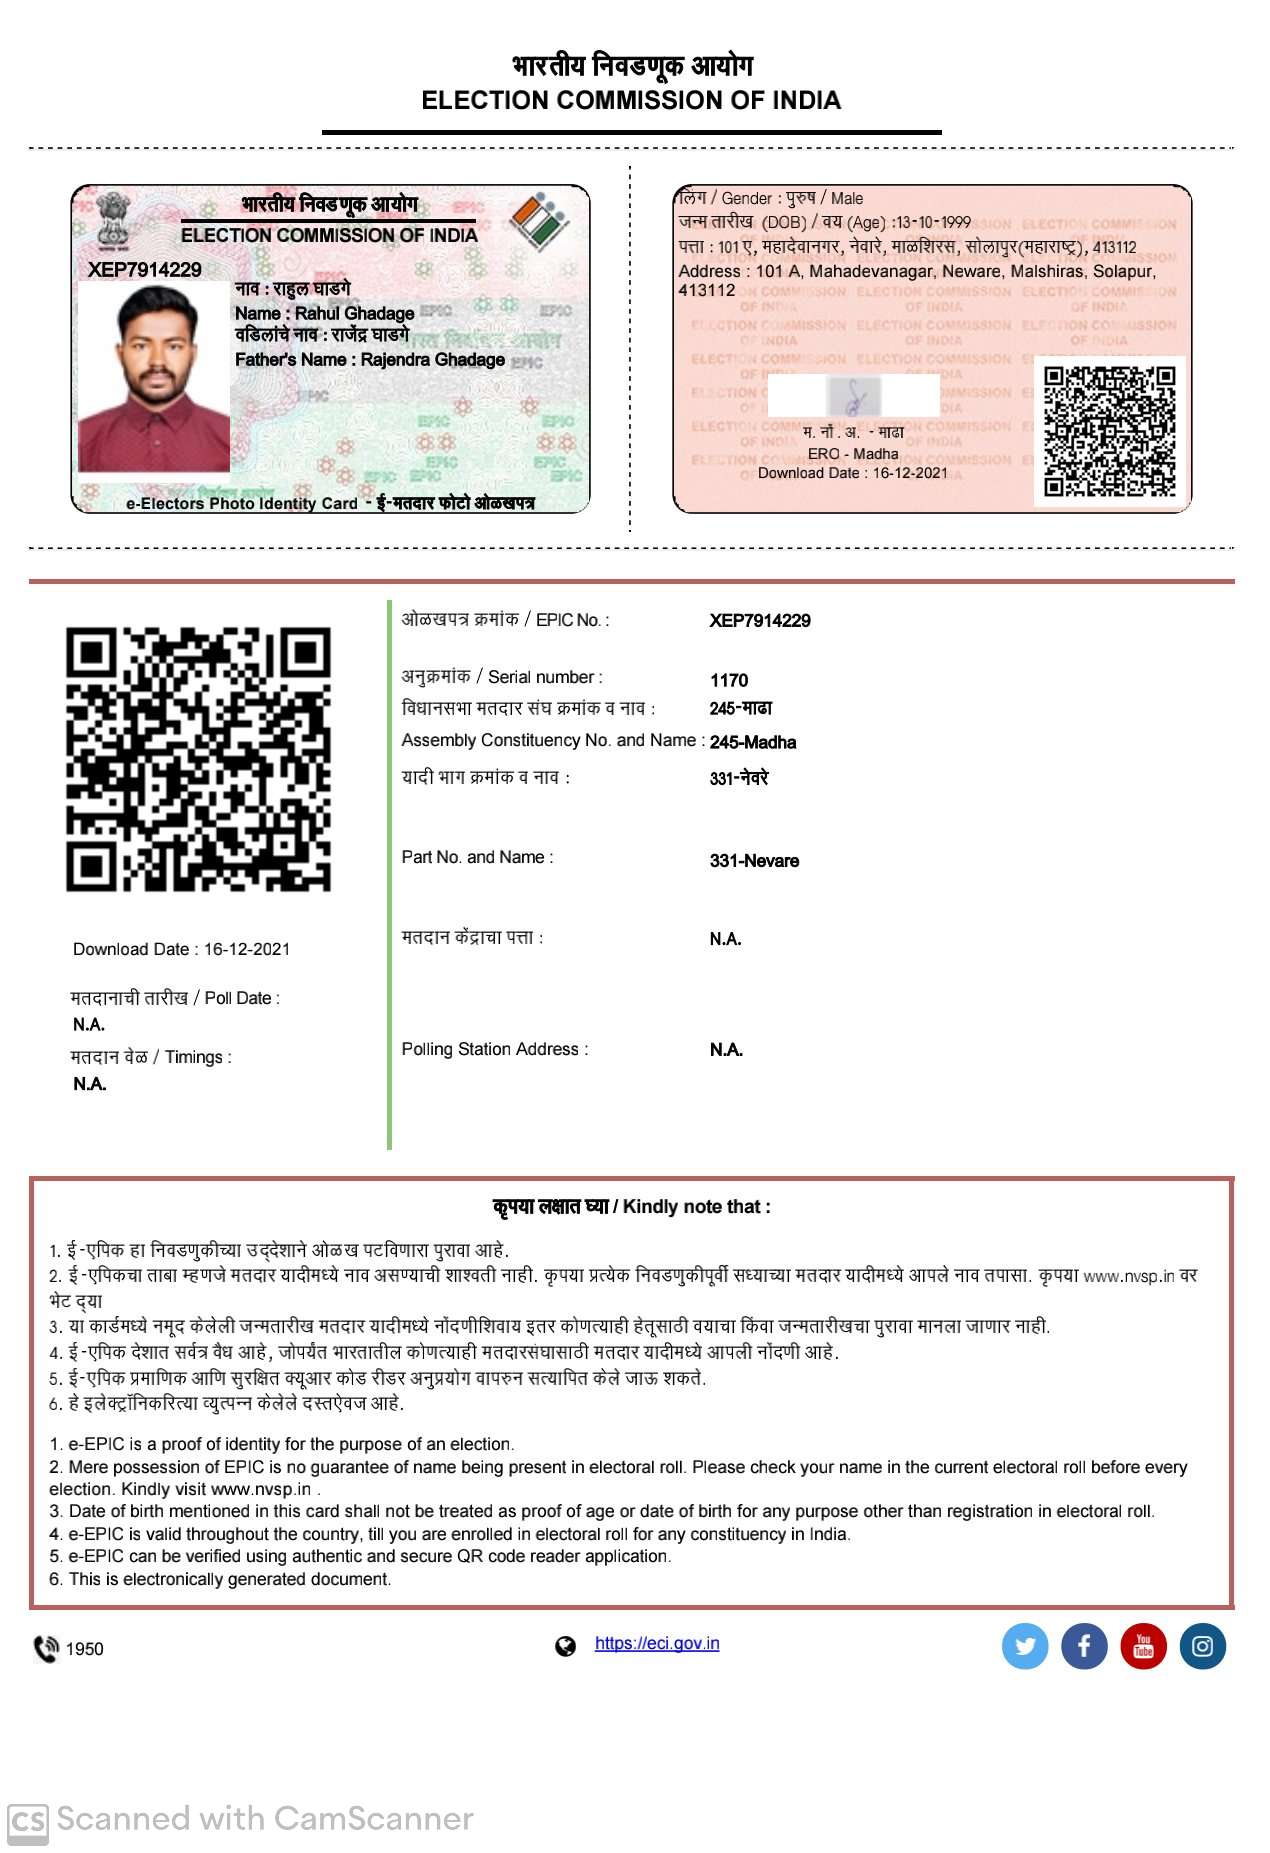 भारतीय निवडणूक आयोग
ELECTION COMMISSION OF INDIA
भारतीय निवडणूक आयोग
ELECTION COMMISSION OF INDIA
XEP7914229
नाव : राहुल घाडगे
Name : Rahul Ghadage
वडिलांचे नाव : राजेंद्र घाडगे
Father's Name : Rajendra Ghadage
e-Electors Photo Identity Card - ई-मतदार फोटो ओळखपत्र
लिंग / Gender : पुरुष / Male
जन्म तारीख (DOB) / वय (Age) :13-10-1999
पत्ता : 101 ए, महादेवानगर, नेवारे, माळशिरस, सोलापुर(महाराष्ट्र), 413112
Address : 101 A, Mahadevanagar, Neware, Malshiras, Solapur,
413112
म. नों . अ. - माढा
ERO - Madha
Download Date : 16-12-2021
ओळखपत्र क्रमांक / EPIC No. : XEP7914229
अनुक्रमांक / Serial number : 1170
विधानसभा मतदार संघ क्रमांक व नाव : 245-माढा
Assembly Constituency No. and Name : 245-Madha
यादी भाग क्रमांक व नाव : 331-नेवरे
Part No. and Name : 331-Nevare
मतदान केंद्राचा पत्ता : N.A.
Polling Station Address : N.A.
Download Date : 16-12-2021
मतदानाची तारीख / Poll Date :
N.A.
मतदान वेळ / Timings :
N.A.
कृपया लक्षात घ्या / Kindly note that :
1. ई-एपिक हा निवडणुकीच्या उद्देशाने ओळख पटविणारा पुरावा आहे.
2. ई-एपिकचा ताबा म्हणजे मतदार यादीमध्ये नाव असण्याची शाश्वती नाही. कृपया प्रत्येक निवडणुकीपूर्वी सध्याच्या मतदार यादीमध्ये आपले नाव तपासा. कृपया www.nvsp.in वर
भेट द्या
3. या कार्डमध्ये नमूद केलेली जन्मतारीख मतदार यादीमध्ये नोंदणीशिवाय इतर कोणत्याही हेतूसाठी वयाचा किंवा जन्मतारीखचा पुरावा मानला जाणार नाही.
4. ई-एपिक देशात सर्वत्र वैध आहे, जोपर्यंत भारतातील कोणत्याही मतदारसंघासाठी मतदार यादीमध्ये आपली नोंदणी आहे.
5. ई-एपिक प्रमाणिक आणि सुरक्षित क्यूआर कोड रीडर अनुप्रयोग वापरुन सत्यापित केले जाऊ शकते.
6. हे इलेक्ट्रॉनिकरित्या व्युत्पन्न केलेले दस्तऐवज आहे.
1. e-EPIC is a proof of identity for the purpose of an election.
2. Mere possession of EPIC is no guarantee of name being present in electoral roll. Please check your name in the current electoral roll before every
election. Kindly visit www.nvsp.in .
3. Date of birth mentioned in this card shall not be treated as proof of age or date of birth for any purpose other than registration in electoral roll.
4. e-EPIC is valid throughout the country, till you are enrolled in electoral roll for any constituency in India.
5. e-EPIC can be verified using authentic and secure QR code reader application.
6. This is electronically generated document.
1950
https://eci.gov.in
You Tube
CS Scanned with CamScanner